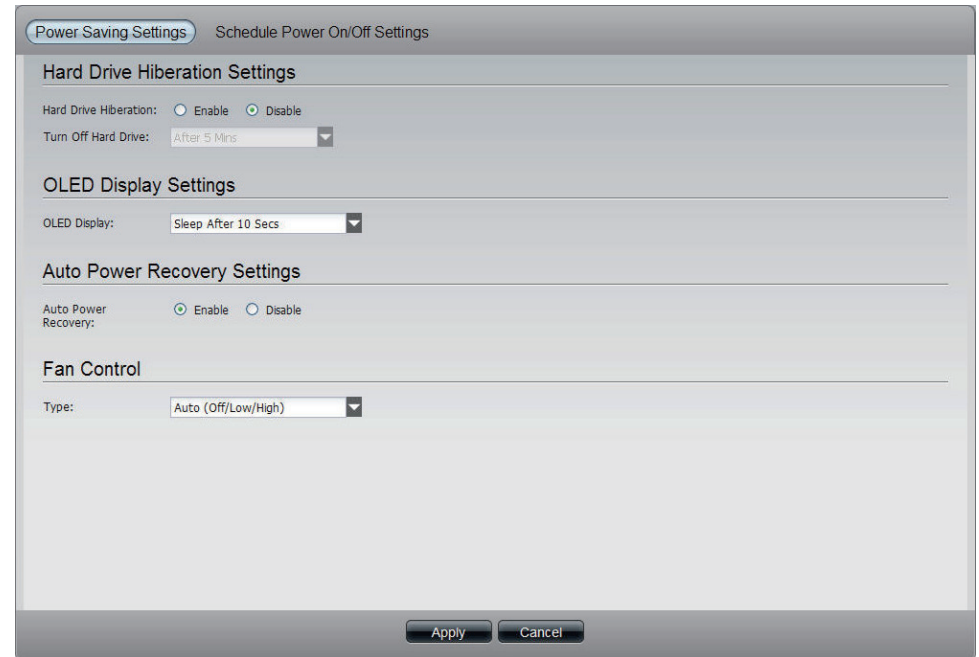 Power Saving Settings Schedule Power On/Off Settings
Hard Drive Hiberation Settings
Hard Drive Hiberation: Enable Disable
Turn Off Hard Drive: After 5 Mins
OLED Display Settings
OLED Display: Sleep After 10 Secs
Auto Power Recovery Settings
Auto Power
Recovery: Enable Disable
Fan Control
Type: Auto (Off/Low/High)
Apply Cancel